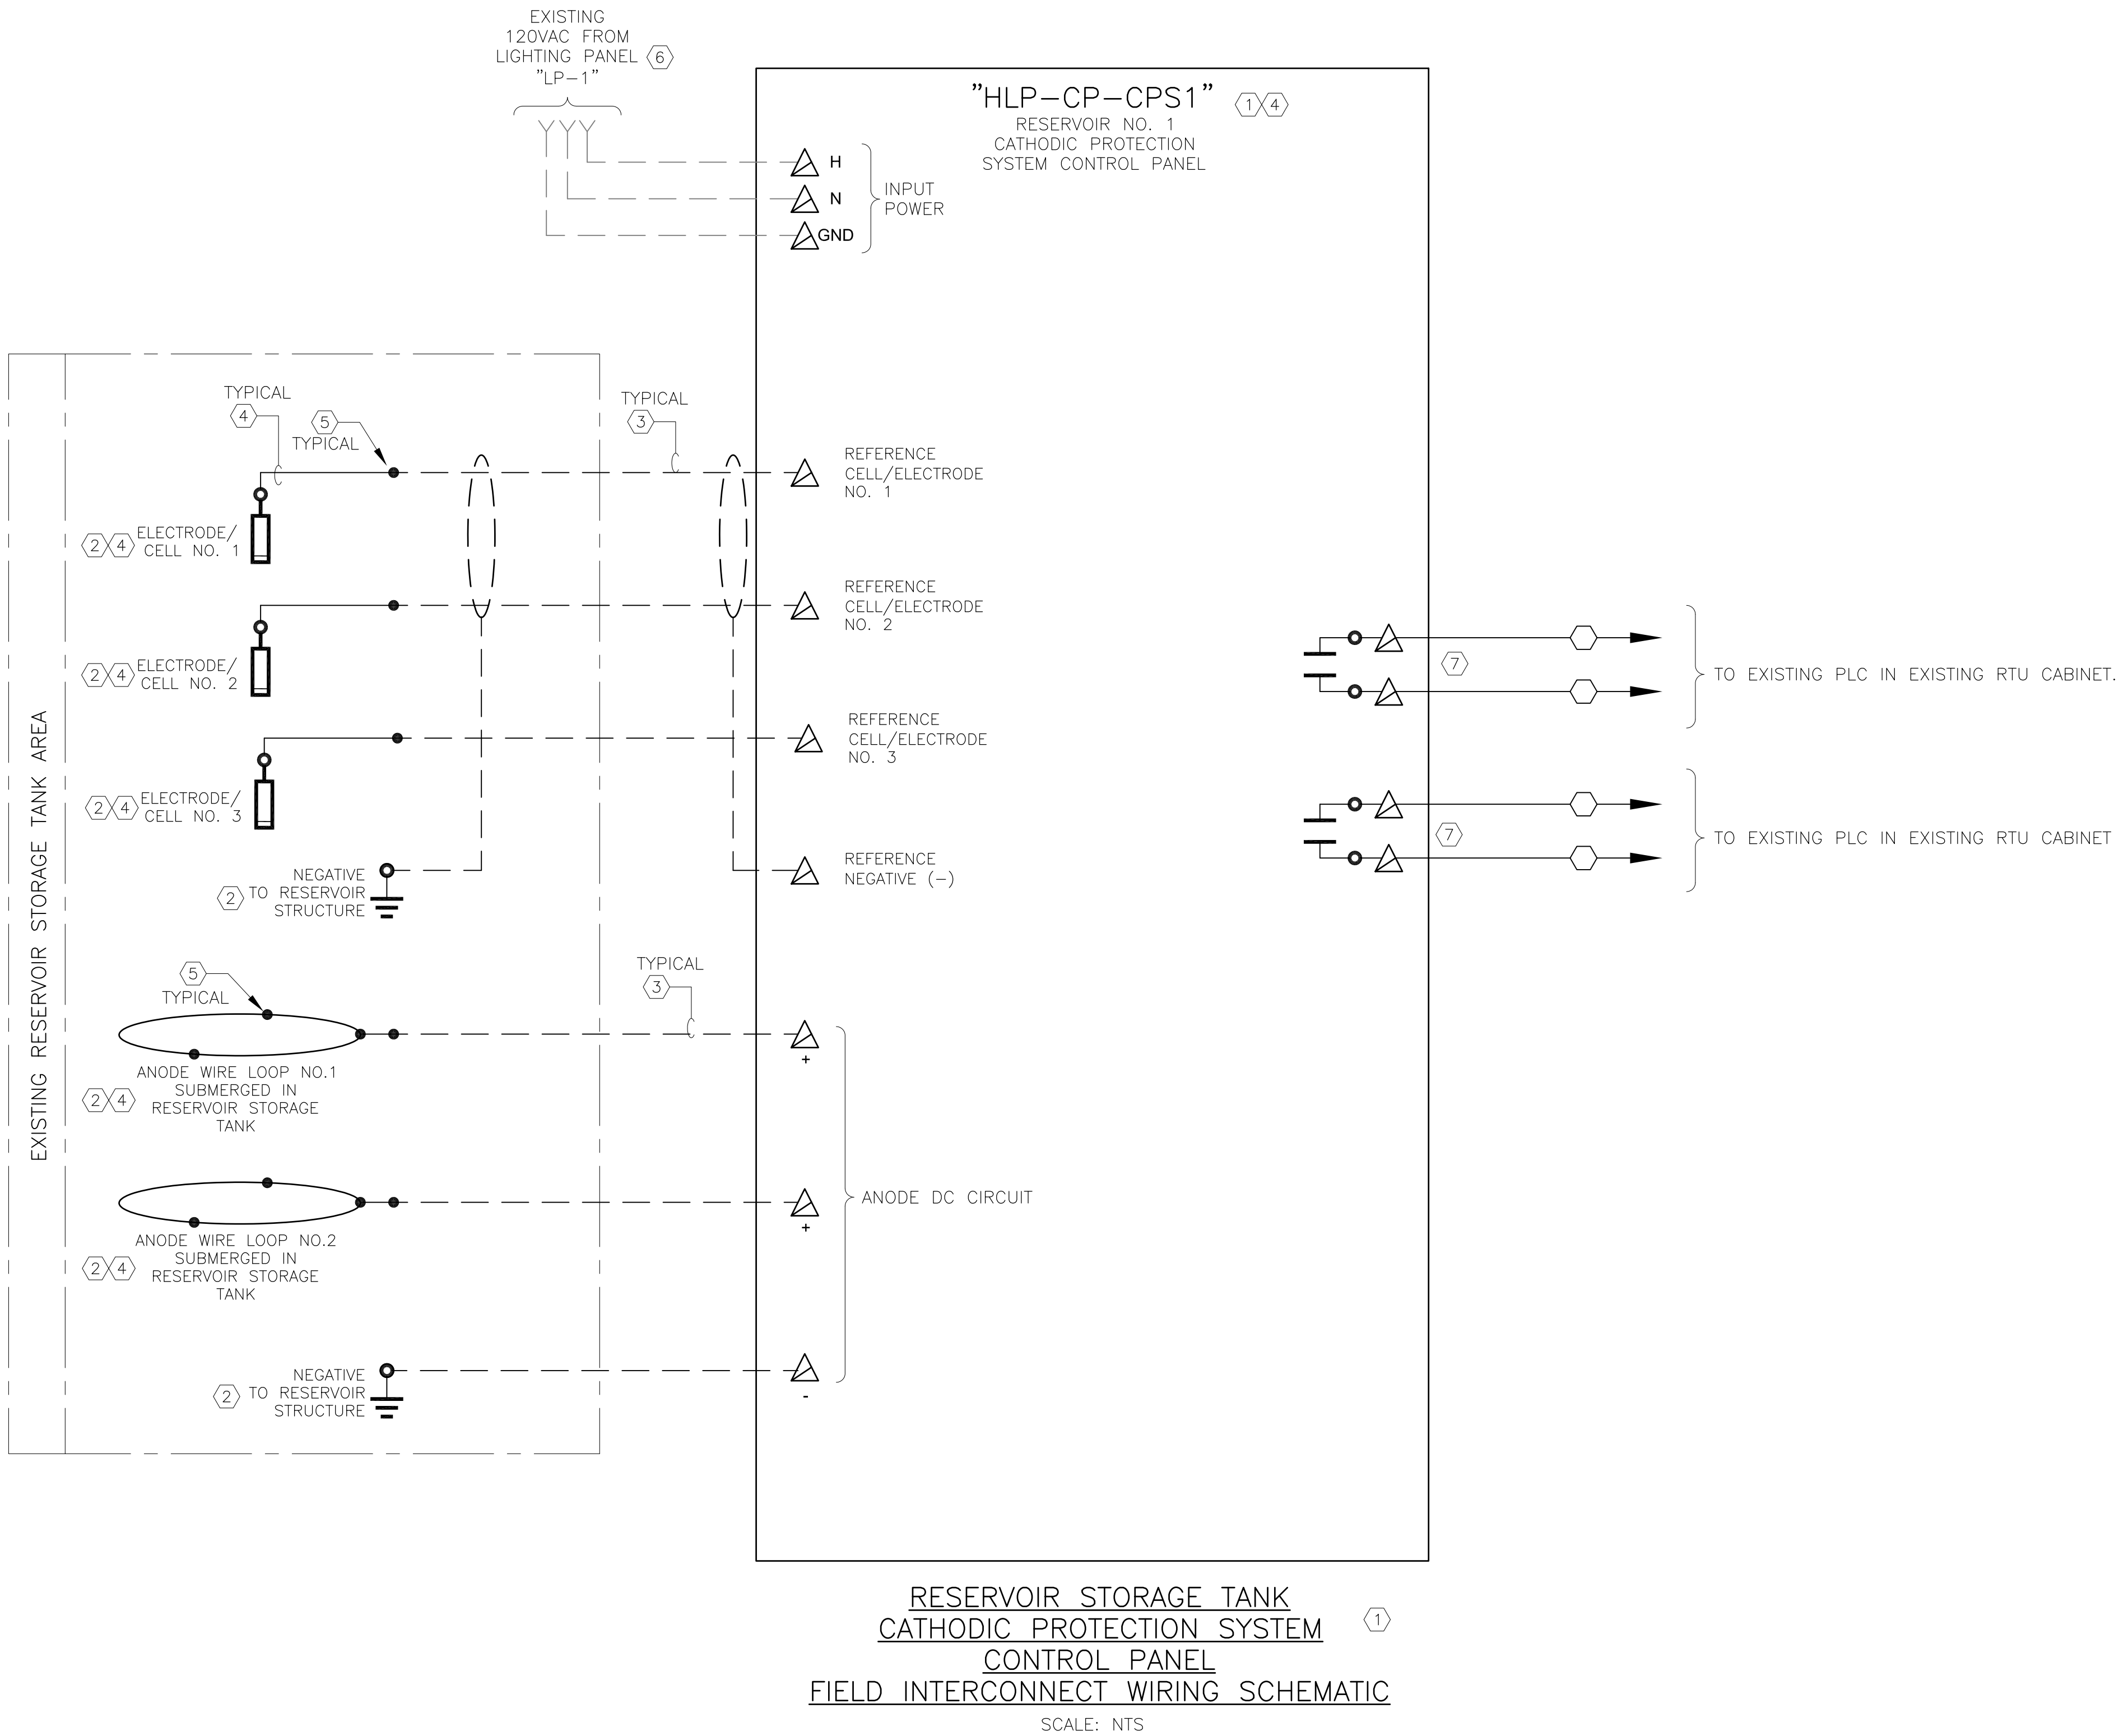 EXISTING
120VAC FROM
LIGHTING PANEL 6
"LP-1"
"HLP-CP-CPS1" 1 4
RESERVOIR NO. 1
CATHODIC PROTECTION
SYSTEM CONTROL PANEL
H
N
GND
INPUT
POWER
EXISTING RESERVOIR STORAGE TANK AREA
TYPICAL
4
5
TYPICAL
TYPICAL
3
REFERENCE
CELL/ELECTRODE
NO. 1
2 4 ELECTRODE/
CELL NO. 1
REFERENCE
CELL/ELECTRODE
NO. 2
2 4 ELECTRODE/
CELL NO. 2
REFERENCE
CELL/ELECTRODE
NO. 3
2 4 ELECTRODE/
CELL NO. 3
7
TO EXISTING PLC IN EXISTING RTU CABINET.
7
TO EXISTING PLC IN EXISTING RTU CABINET
REFERENCE
NEGATIVE (-)
NEGATIVE
2 TO RESERVOIR
STRUCTURE
5
TYPICAL
TYPICAL
3
+
ANODE WIRE LOOP NO.1
SUBMERGED IN
2 4 RESERVOIR STORAGE
TANK
ANODE DC CIRCUIT
+
ANODE WIRE LOOP NO.2
SUBMERGED IN
2 4 RESERVOIR STORAGE
TANK
NEGATIVE
2 TO RESERVOIR
STRUCTURE
-
RESERVOIR STORAGE TANK
CATHODIC PROTECTION SYSTEM 1
CONTROL PANEL
FIELD INTERCONNECT WIRING SCHEMATIC
SCALE: NTS